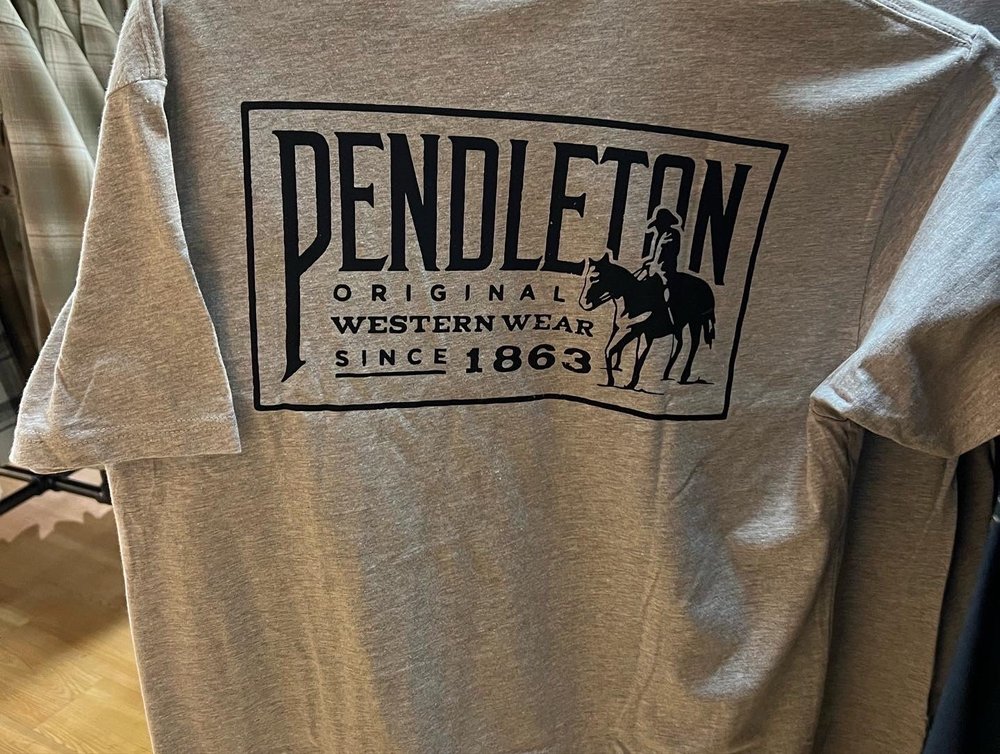 PENDLETON
ORIGINAL
WESTERN WEAR
SINCE 1863